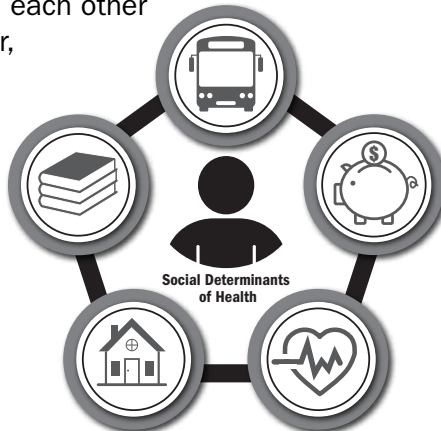 each other
r,
$
Social Determinants
of Health